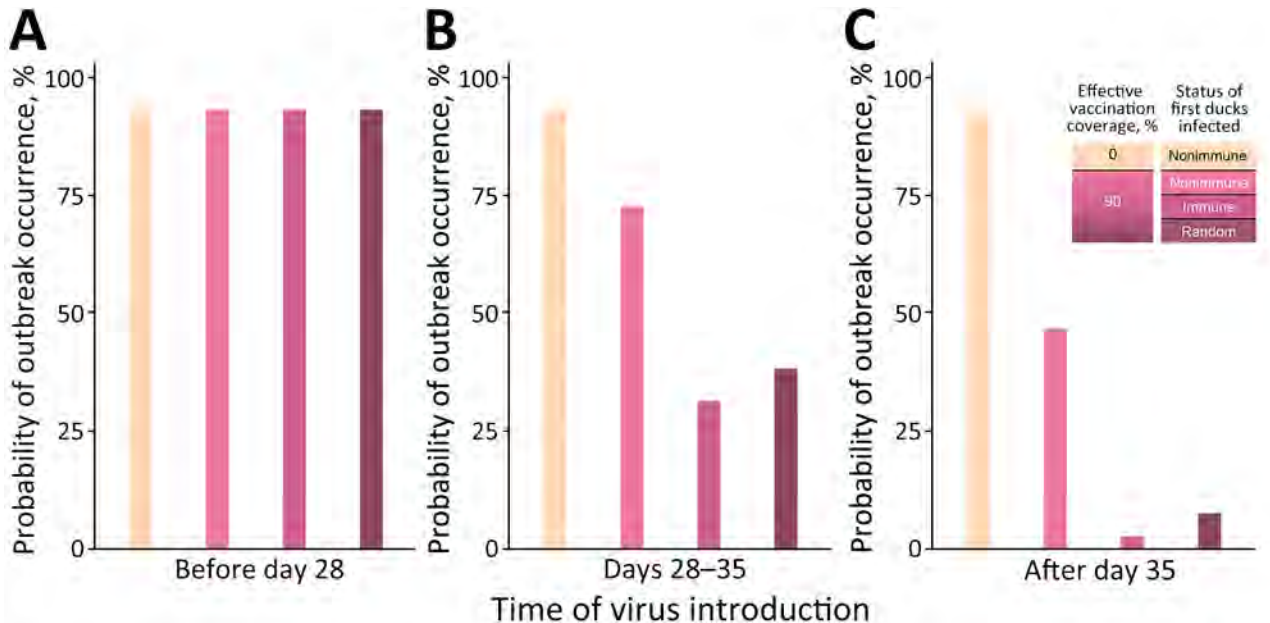 A
Probability of outbreak occurrence, %
100
75
50
25
0
Before day 28
B
Probability of outbreak occurrence, %
100
75
50
25
0
Days 28–35
C
Probability of outbreak occurrence, %
100
75
50
25
0
After day 35
Effective
vaccination
coverage, %
0
90
Status of
first ducks
infected
Nonimmune
Nonimmune
Immune
Random
Time of virus introduction